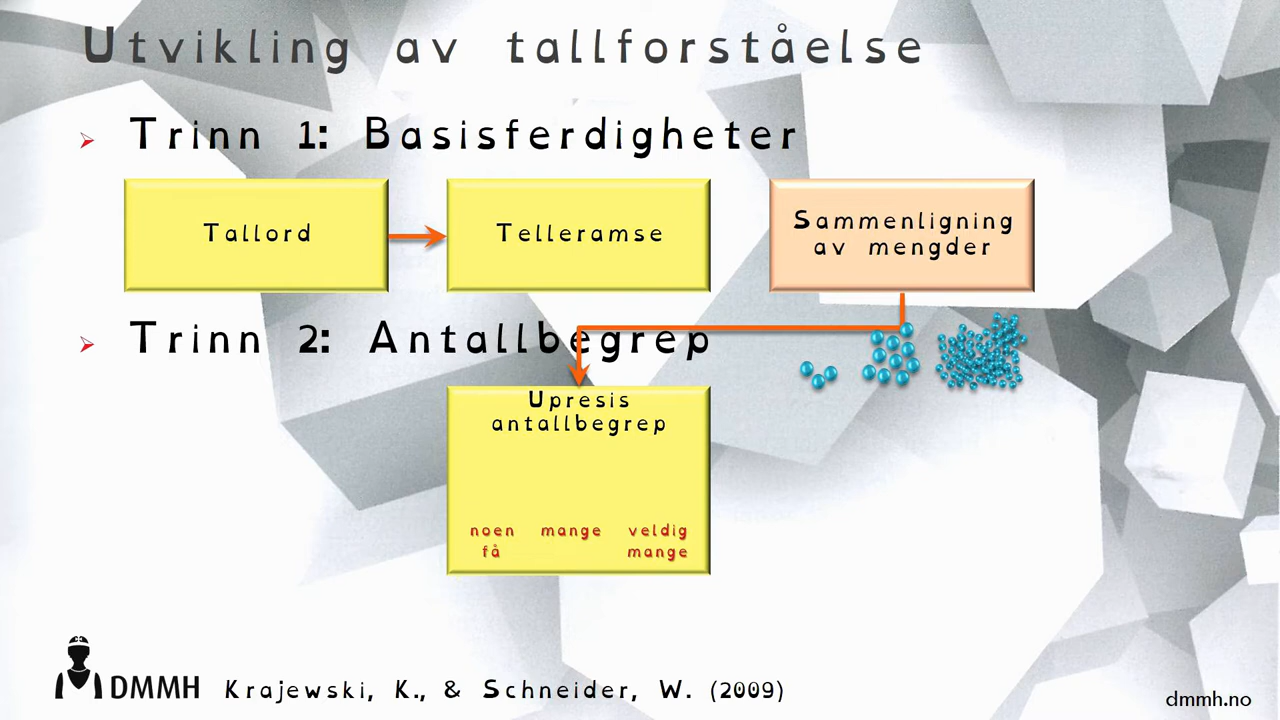 Utvikling av tallforståelse
Trinn 1: Basisferdigheter
Tallord
Telleramse
Sammenligning
av mengder
Trinn 2: Antallbegrep
Upresis
antallbegrep
noen mange veldig
få mange
DMMH
Krajewski, K., & Schneider, W. (2009)
dmmh.no